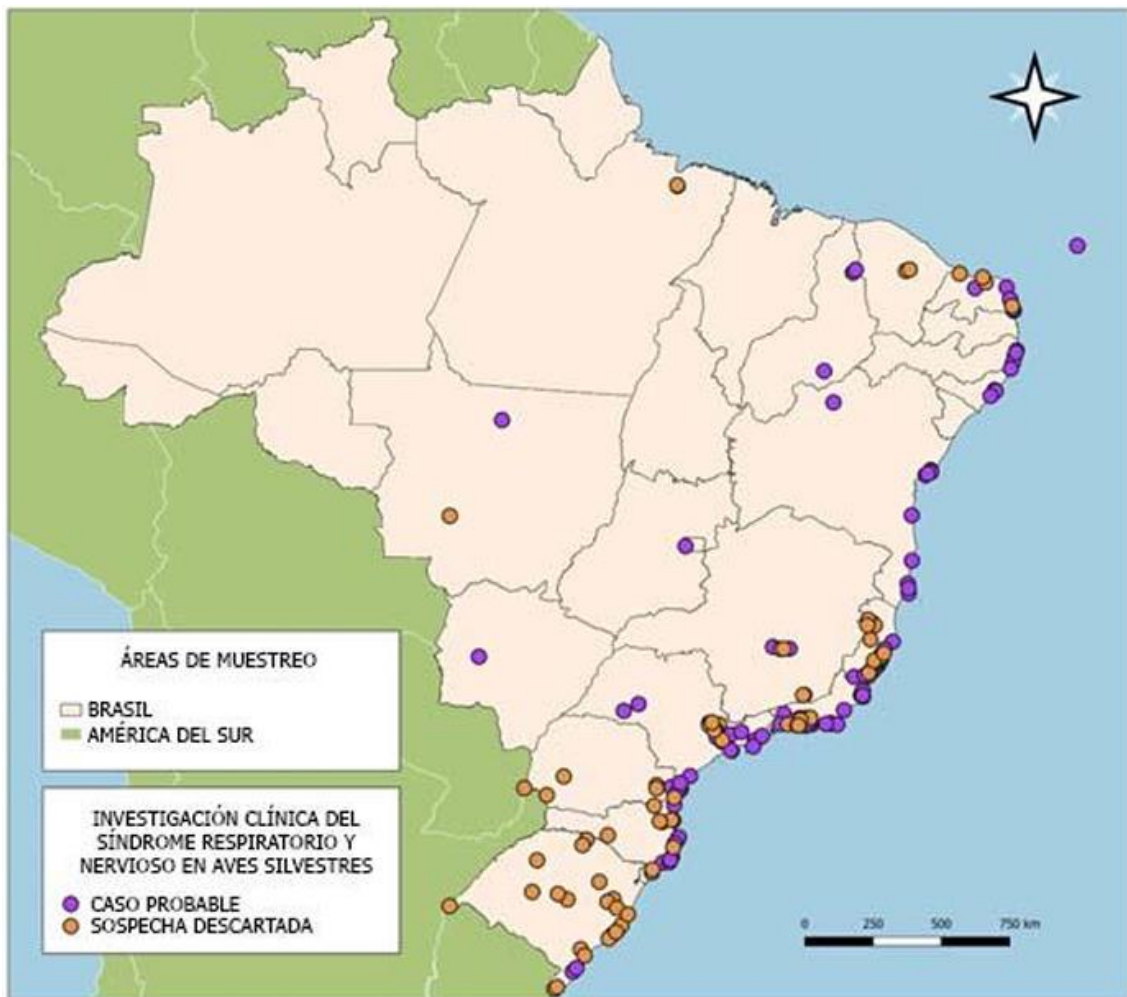 ÁREAS DE MUESTREO
BRASIL
AMÉRICA DEL SUR
INVESTIGACIÓN CLÍNICA DEL
SÍNDROME RESPIRATORIO Y
NERVIOSO EN AVES SILVESTRES
CASO PROBABLE
SOSPECHA DESCARTADA
0 250 500 750 km